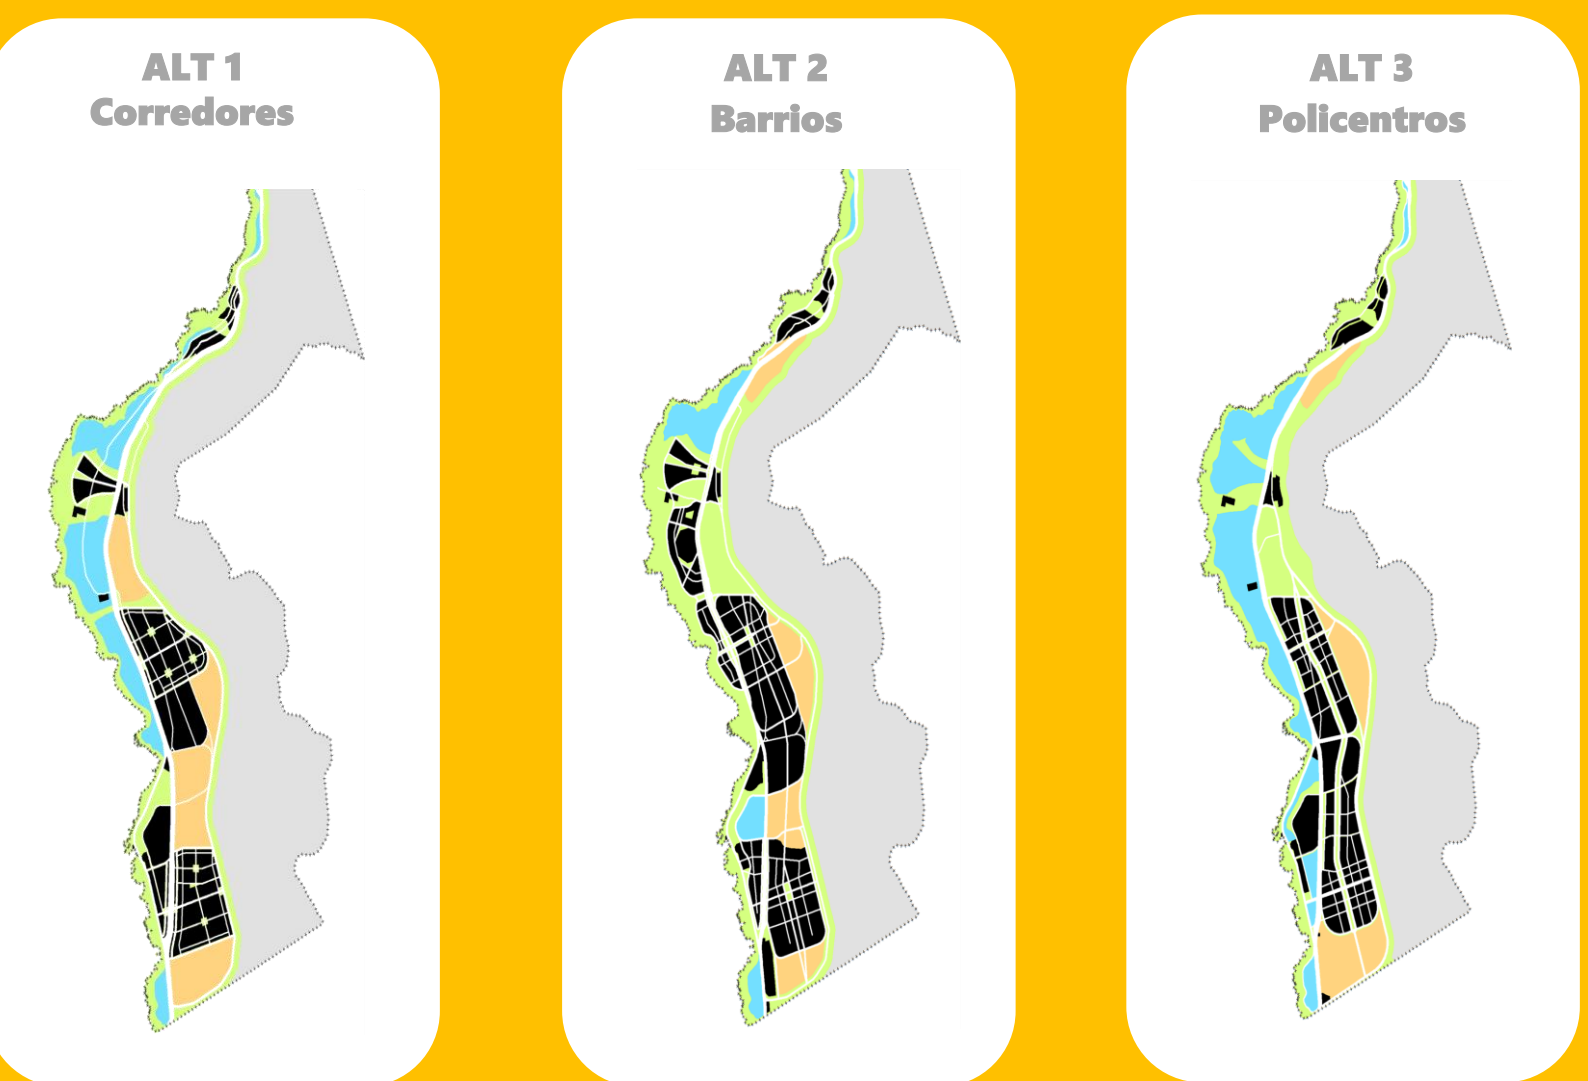 ALT 1
Corredores
ALT 2
Barrios
ALT 3
Policentros